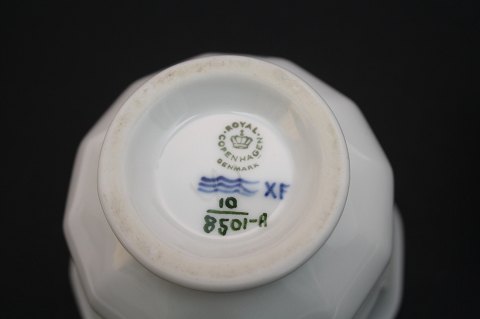 ROYAL
COPENHAGEN
DENMARK
XF
10
8501-A